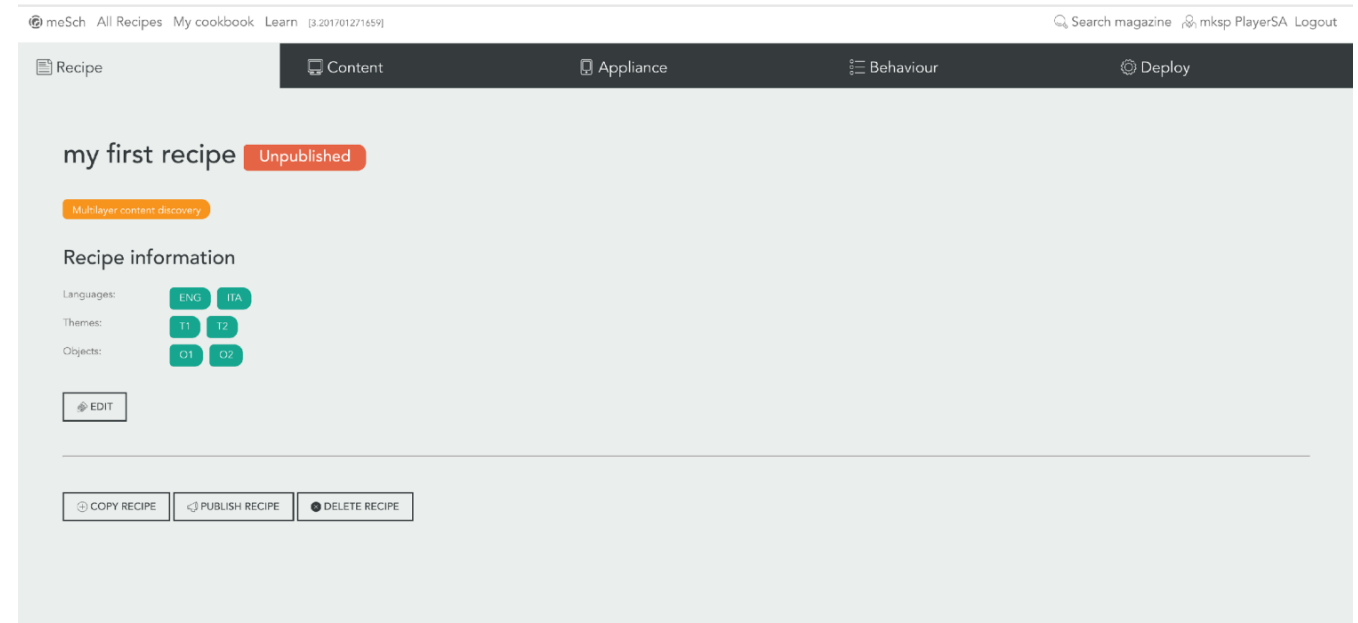 meSch All Recipes My cookbook Learn [3.201701271659] Search magazine mksp PlayerSA Logout
Recipe Content Appliance Behaviour Deploy
my first recipe Unpublished
Multilayer content discovery
Recipe information
Languages: ENG ITA
Themes: T1 T2
Objects: O1 O2
EDIT
COPY RECIPE PUBLISH RECIPE DELETE RECIPE